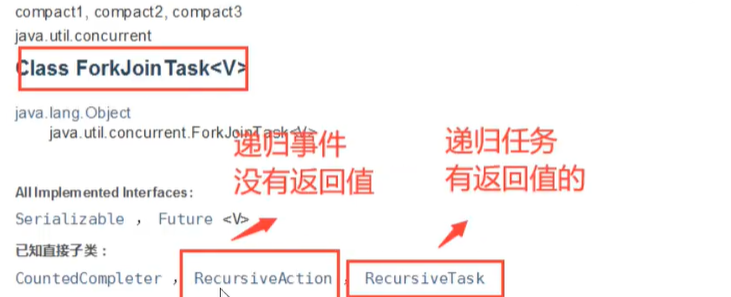 compact1, compact2, compact3
java.util.concurrent
Class ForkJoinTask<V>
java.lang.Object
java.util.concurrent.ForkJoinTask<V>
递归事件
没有返回值
递归任务
有返回值的
All Implemented Interfaces:
Serializable , Future <V>
已知直接子类：
CountedCompleter , RecursiveAction , RecursiveTask